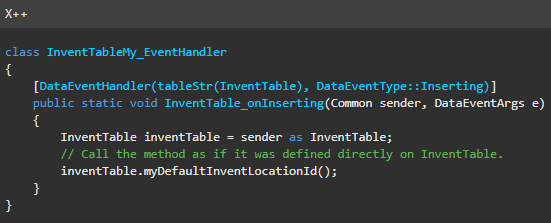 X++
class InventTableMy_EventHandler
{
    [DataEventHandler(tableStr(InventTable), DataEventType::Inserting)]
    public static void InventTable_onInserting(Common sender, DataEventArgs e)
    {
        InventTable inventTable = sender as InventTable;
        // Call the method as if it was defined directly on InventTable.
        inventTable.myDefaultInventLocationId();
    }
}